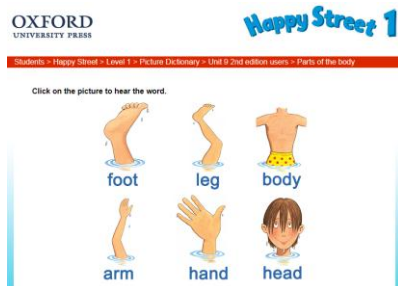 OXFORD
UNIVERSITY PRESS
Happy Street 1
Students > Happy Street > Level 1 > Picture Dictionary > Unit 9 2nd edition users > Parts of the body
Click on the picture to hear the word.
foot leg body
arm hand head